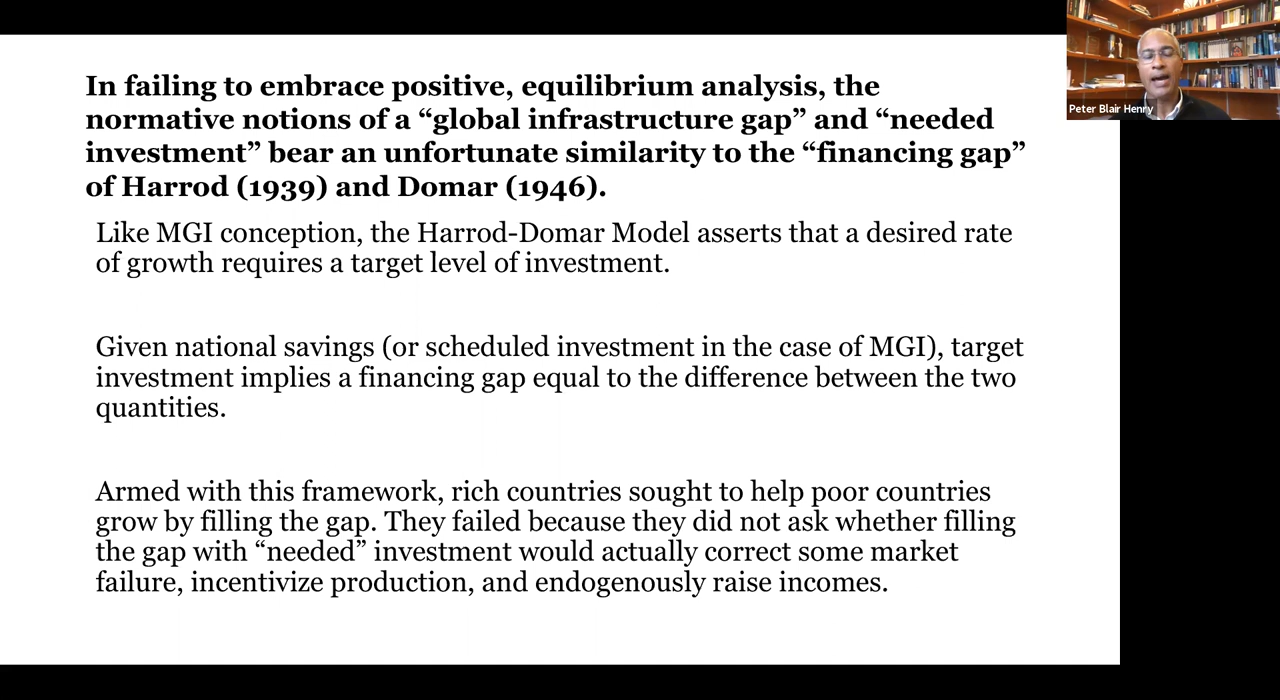 In failing to embrace positive, equilibrium analysis, the
normative notions of a “global infrastructure gap” and “needed
investment” bear an unfortunate similarity to the “financing gap”
of Harrod (1939) and Domar (1946).
Like MGI conception, the Harrod-Domar Model asserts that a desired rate
of growth requires a target level of investment.
Given national savings (or scheduled investment in the case of MGI), target
investment implies a financing gap equal to the difference between the two
quantities.
Armed with this framework, rich countries sought to help poor countries
grow by filling the gap. They failed because they did not ask whether filling
the gap with “needed” investment would actually correct some market
failure, incentivize production, and endogenously raise incomes.
Peter Blair Henry